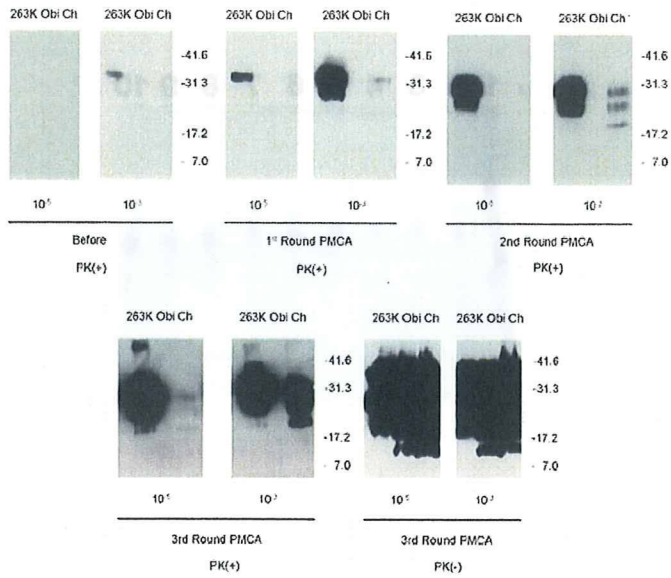 263K Obi Ch 263K Obi Ch 263K Obi Ch 263K Obi Ch 263K Obi Ch 263K Obi Ch
-41.6 -41.6 -41.6
-31.3 -31.3 -31.3
-17.2 -17.2 -17.2
- 7.0 - 7.0 - 7.0
10⁻⁵ 10⁻³ 10⁻⁵ 10⁻³ 10⁻⁵ 10⁻³
Before 1ˢᵗ Round PMCA 2nd Round PMCA
PK(+) PK(+) PK(+)
263K Obi Ch 263K Obi Ch 263K Obi Ch 263K Obi Ch
-41.6 -41.6
-31.3 -31.3
-17.2 -17.2
- 7.0 - 7.0
10⁻⁵ 10⁻³ 10⁻⁵ 10⁻³
3rd Round PMCA 3rd Round PMCA
PK(+) PK(-)